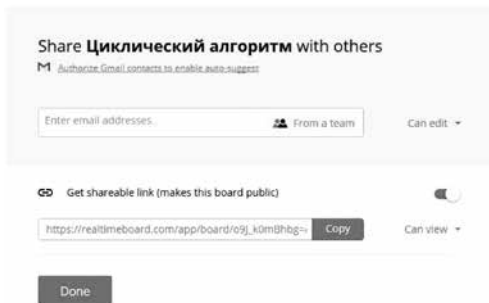 Share Циклический алгоритм with others
Authorize Gmail contacts to enable auto-suggest
Enter email addresses. From a team Can edit
Get shareable link (makes this board public)
https://realtimeboard.com/app/board/o9J_k0mBhbg= Copy Can view
Done